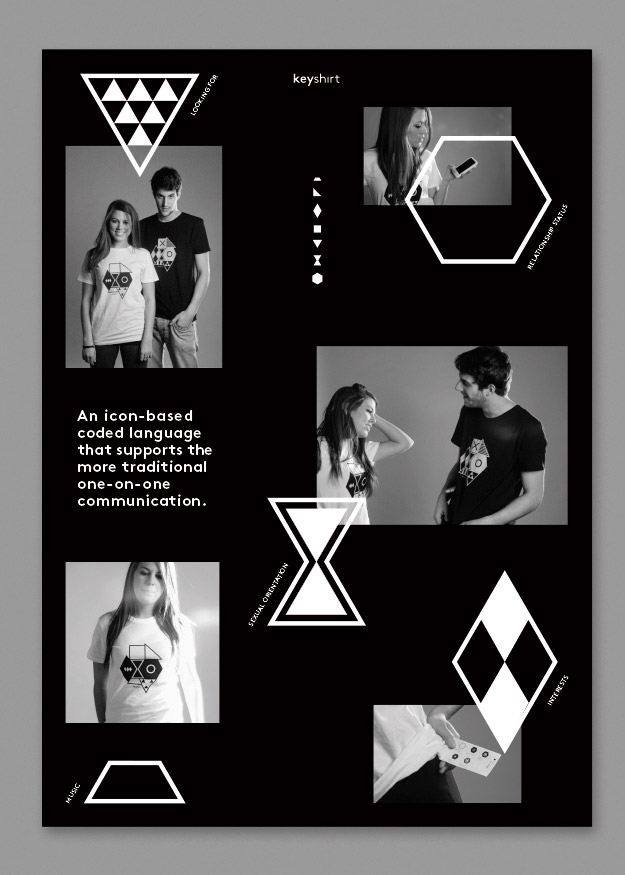 keyshirt
LOOKING FOR
RELATIONSHIP STATUS
An icon-based
coded language
that supports the
more traditional
one-on-one
communication.
SEXUAL ORIENTATION
INTERESTS
MUSIC